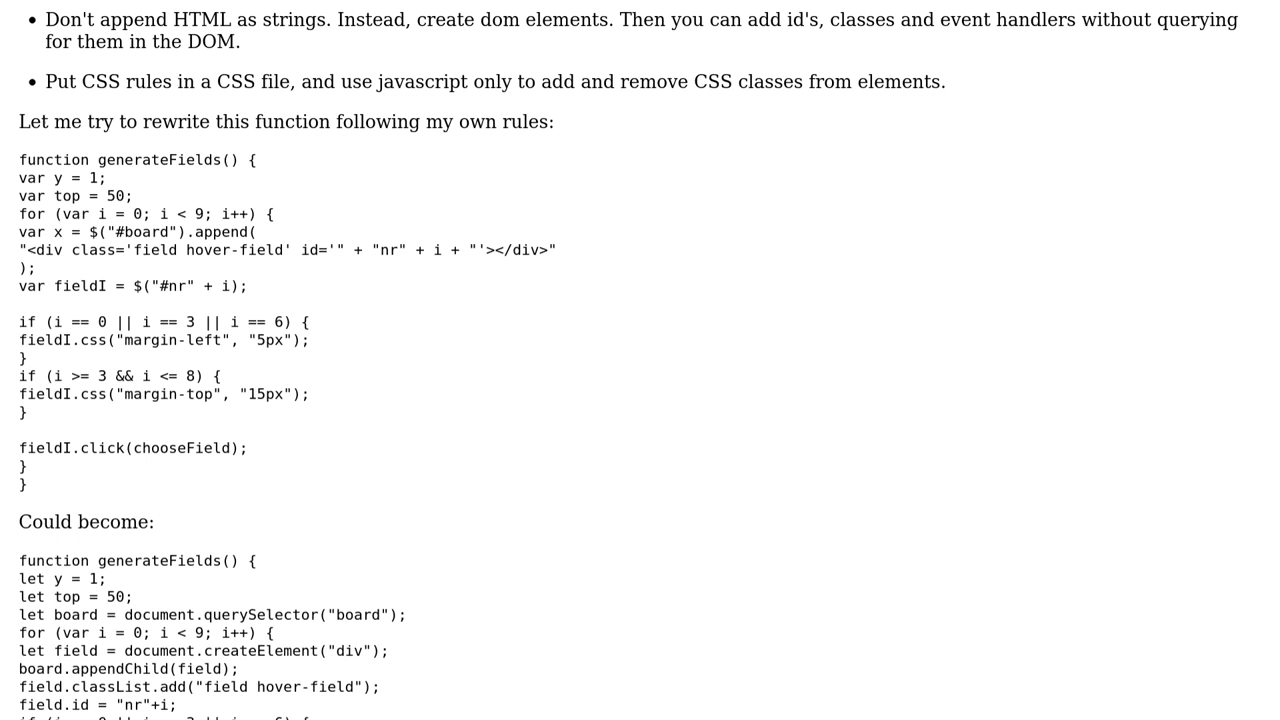 Don't append HTML as strings. Instead, create dom elements. Then you can add id's, classes and event handlers without querying
for them in the DOM.
Put CSS rules in a CSS file, and use javascript only to add and remove CSS classes from elements.
Let me try to rewrite this function following my own rules:
function generateFields() {
var y = 1;
var top = 50;
for (var i = 0; i < 9; i++) {
var x = $("#board").append(
"<div class='field hover-field' id='" + "nr" + i + "'></div>"
);
var fieldI = $("#nr" + i);
if (i == 0 || i == 3 || i == 6) {
fieldI.css("margin-left", "5px");
}
if (i >= 3 && i <= 8) {
fieldI.css("margin-top", "15px");
}
fieldI.click(chooseField);
}
}
Could become:
function generateFields() {
let y = 1;
let top = 50;
let board = document.querySelector("board");
for (var i = 0; i < 9; i++) {
let field = document.createElement("div");
board.appendChild(field);
field.classList.add("field hover-field");
field.id = "nr"+i;